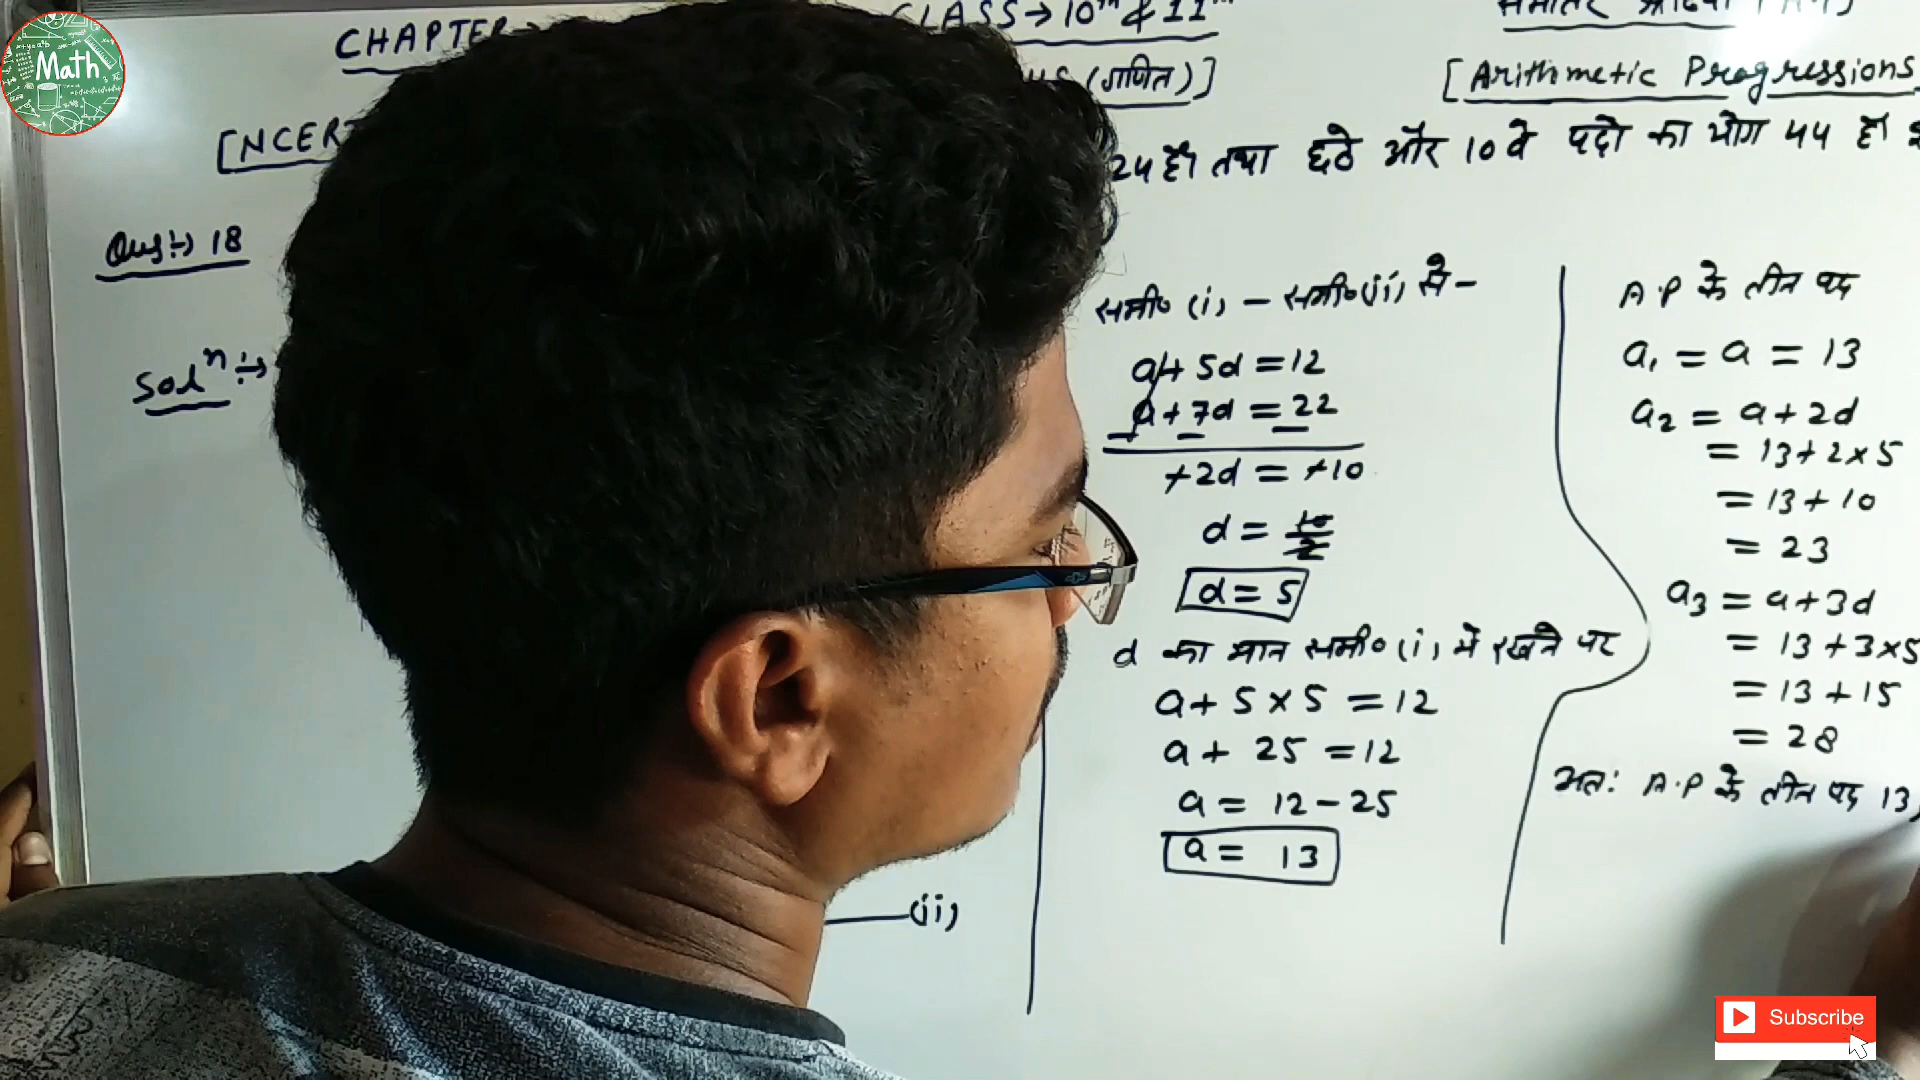 Math
CHAPTER
CLASS → 10th & 11th
(गणित)]
[Arithmetic Progressions
[NCER
24 है। तथा छठे और 10 वे पदो का योग 44 है।
Ques:→ 18
Solⁿ:→
समी० (i) - समी०(ii) से -
a + 5d = 12
a + 7d = 22
+2d = +10
d = 10/2
d = 5
d का मान समी० (i) मे रखने पर
a + 5 × 5 = 12
a + 25 = 12
a = 12 - 25
a = 13
(ii)
A.P के तीन पद
a₁ = a = 13
a₂ = a + 2d
= 13 + 2×5
= 13 + 10
= 23
a₃ = a + 3d
= 13 + 3×5
= 13 + 15
= 28
अत: A.P के तीन पद 13,
Subscribe